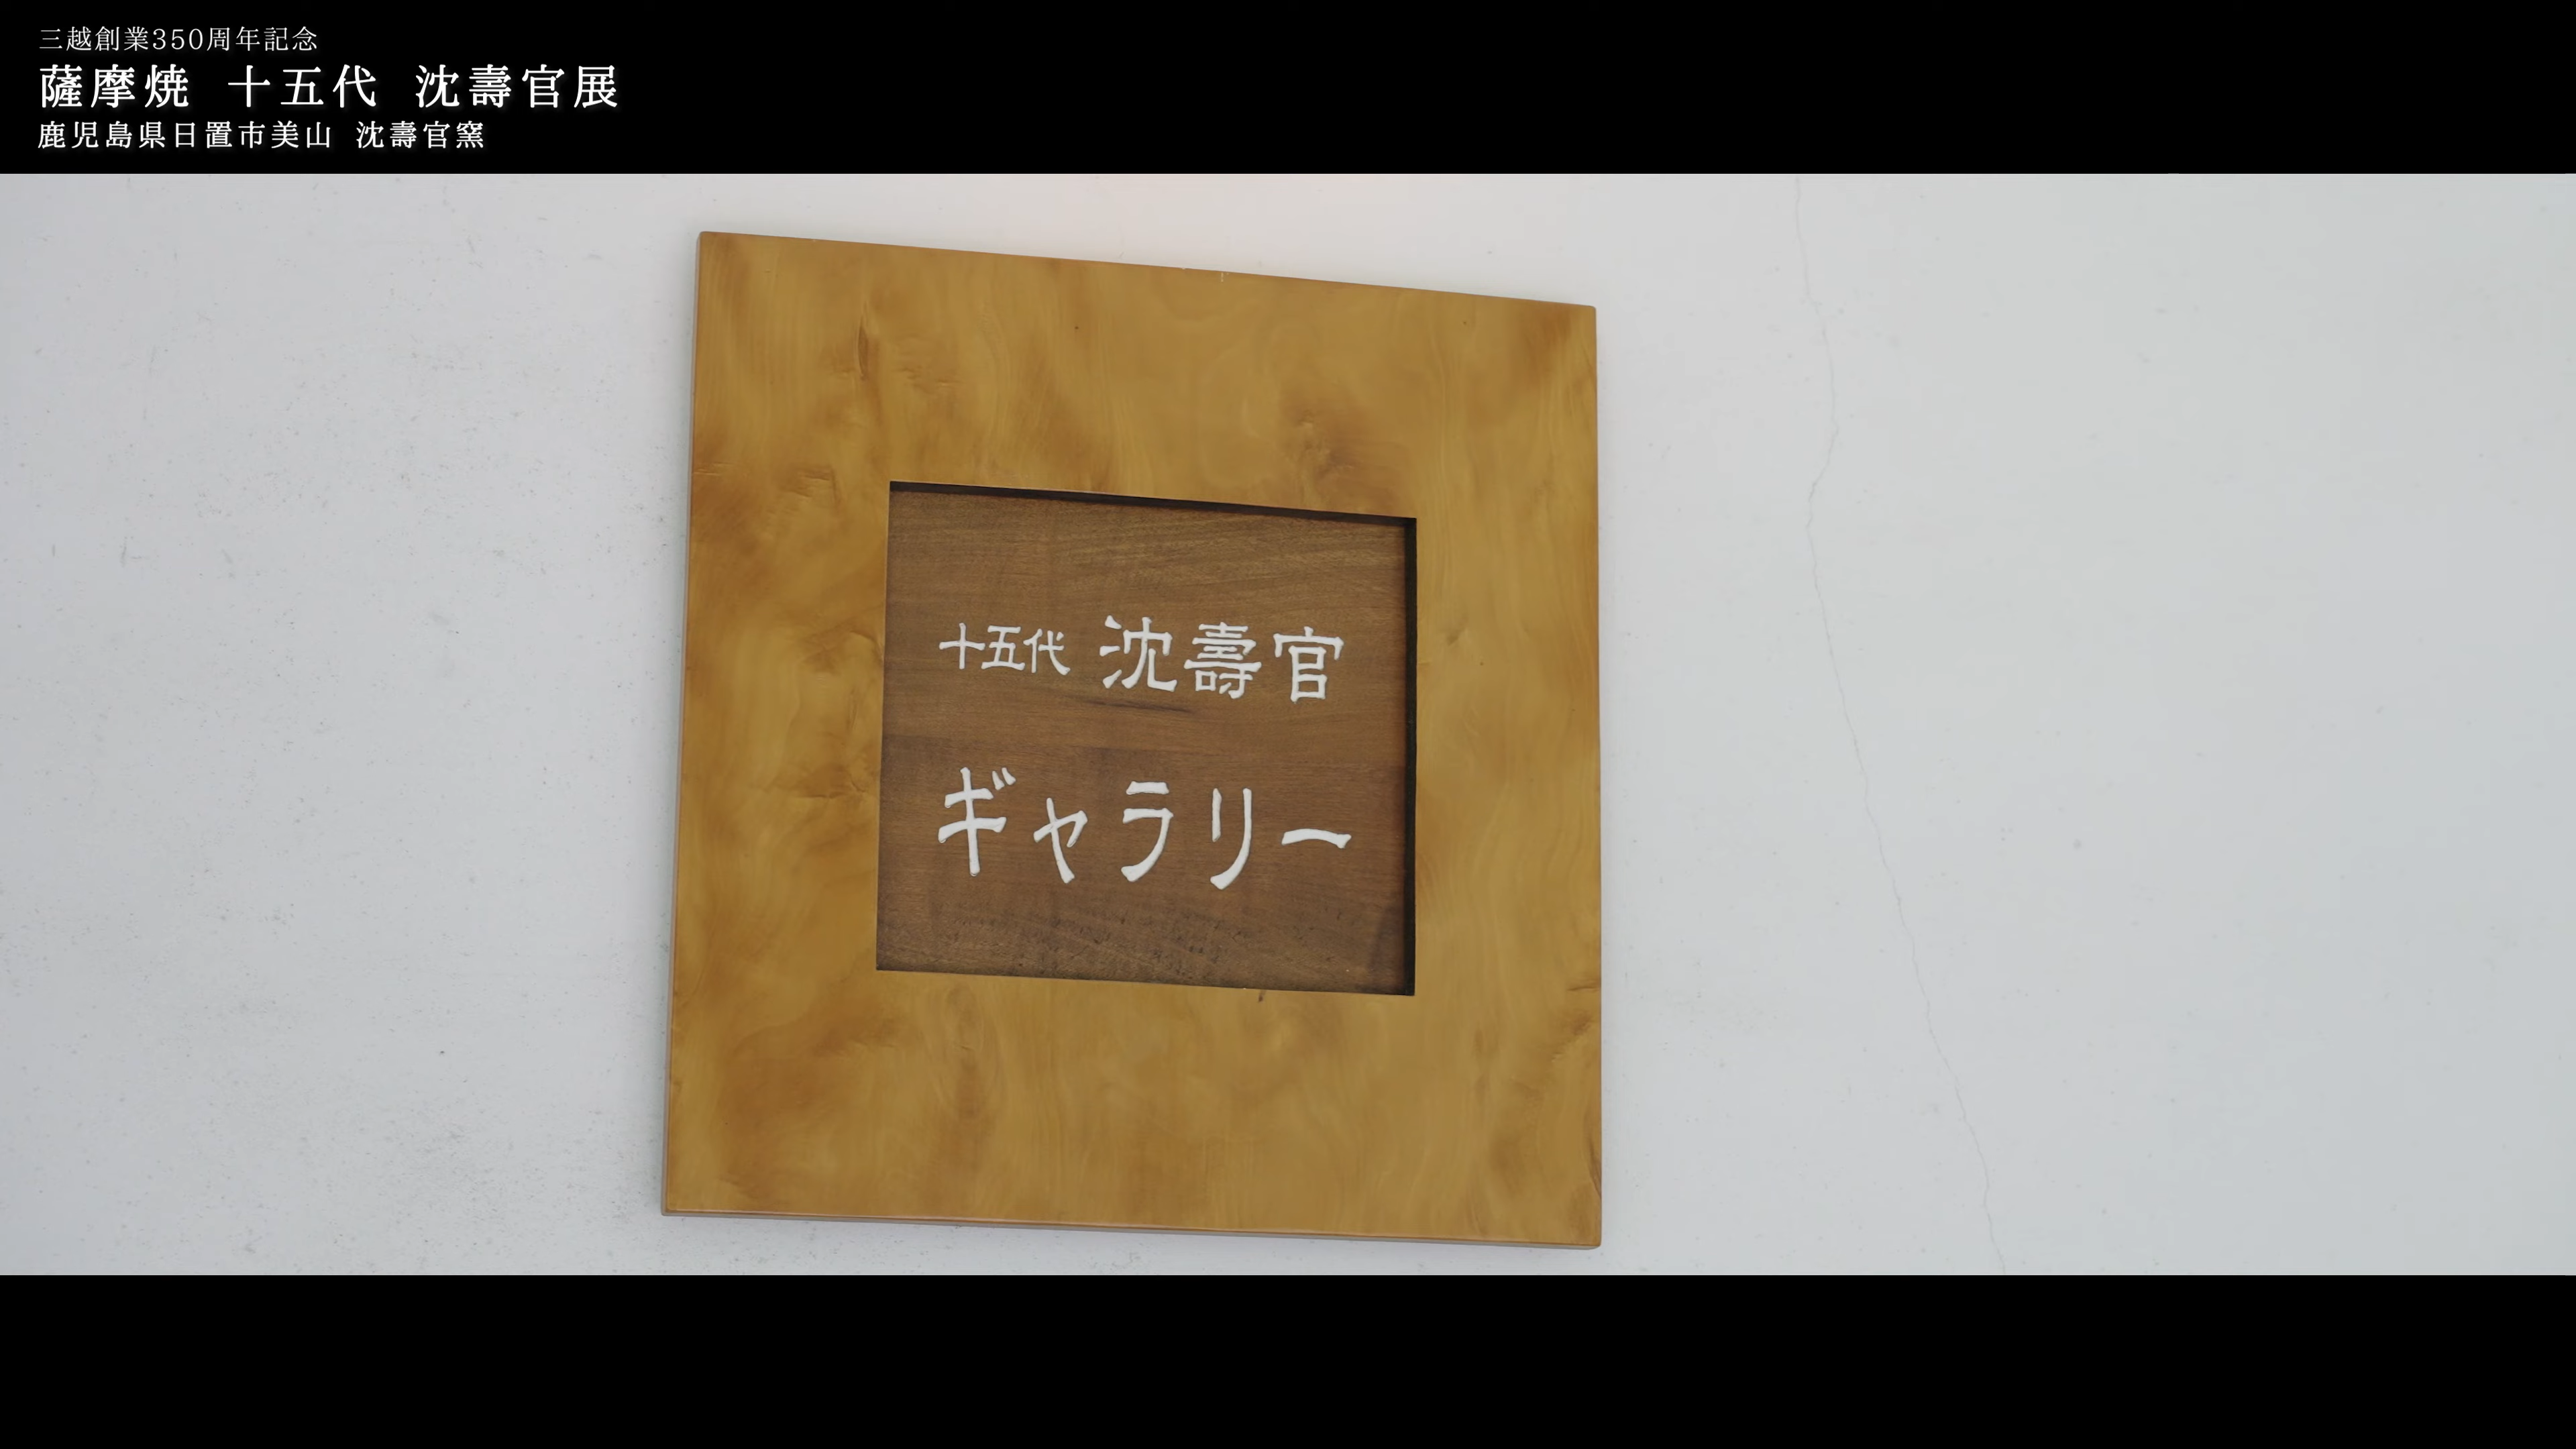 三越創業350周年記念
薩摩焼 十五代 沈壽官展
鹿児島県日置市美山 沈壽官窯
十五代 沈壽官
ギャラリー